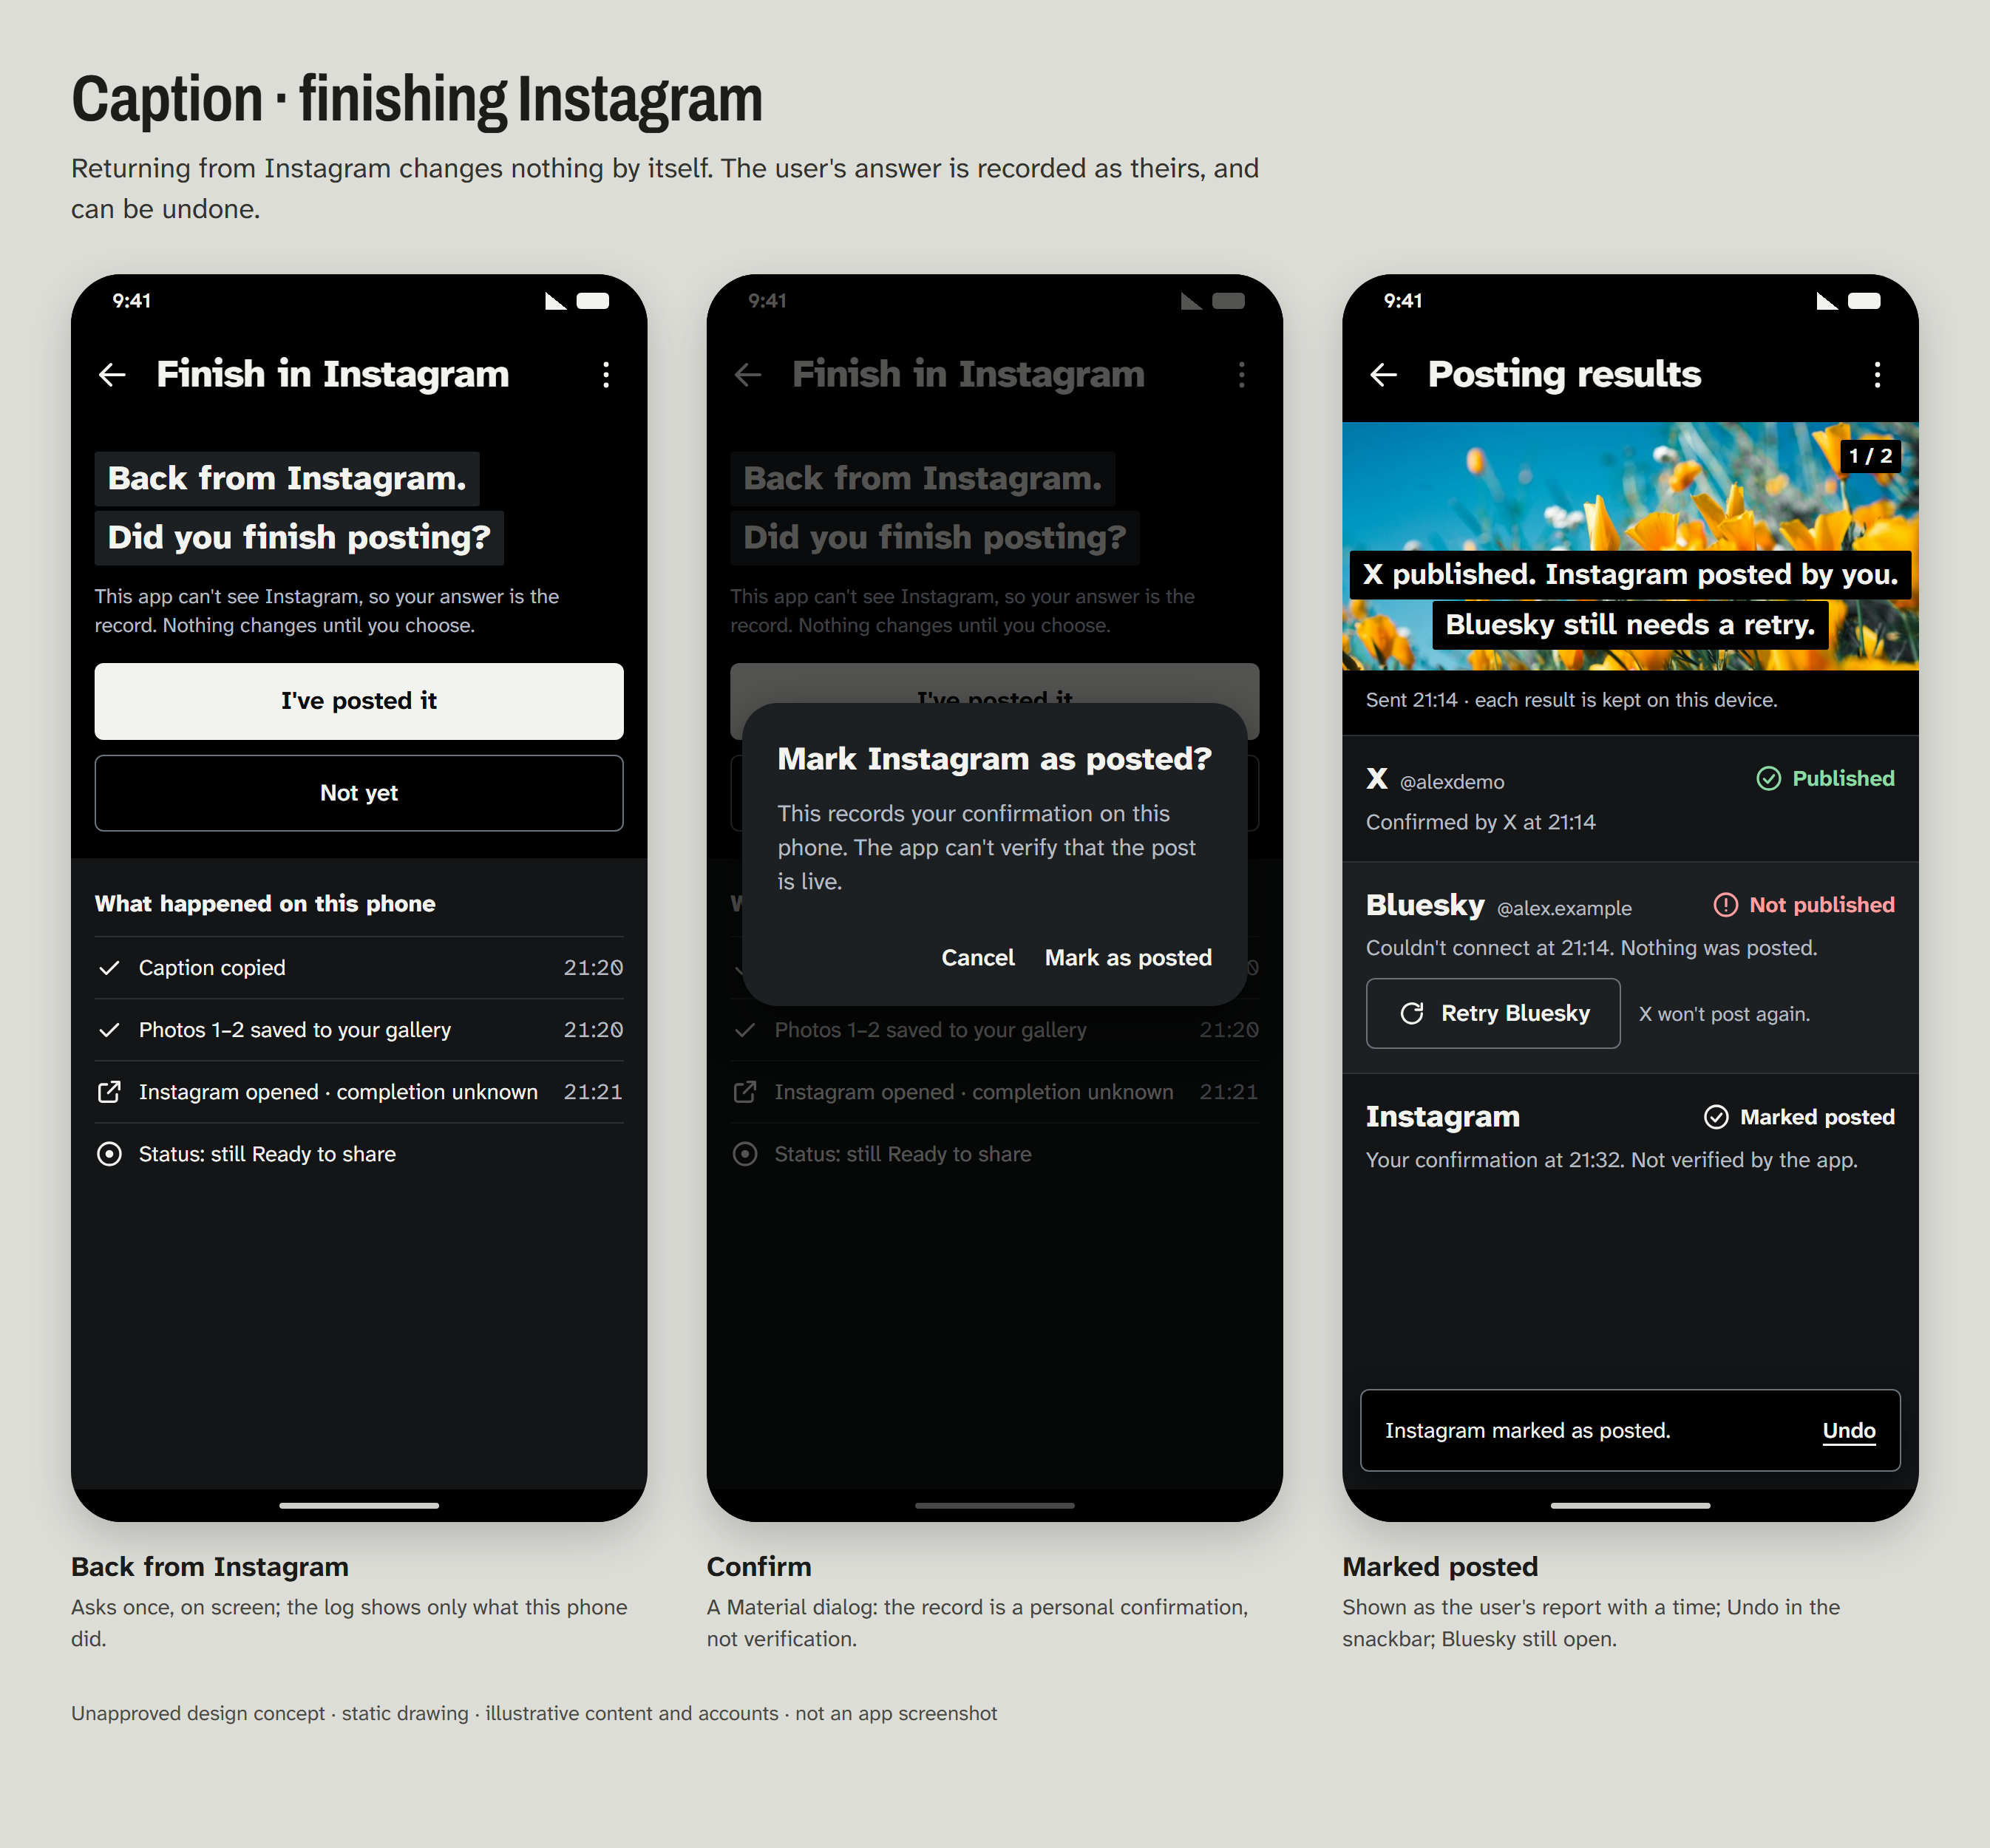 Caption · finishing Instagram
Returning from Instagram changes nothing by itself. The user's answer is recorded as theirs, and
can be undone.
9:41
Finish in Instagram
Back from Instagram.
Did you finish posting?
This app can't see Instagram, so your answer is the
record. Nothing changes until you choose.
I've posted it
Not yet
What happened on this phone
Caption copied 21:20
Photos 1–2 saved to your gallery 21:20
Instagram opened · completion unknown 21:21
Status: still Ready to share
Back from Instagram
Asks once, on screen; the log shows only what this phone
did.
9:41
Finish in Instagram
Back from Instagram.
Did you finish posting?
This app can't see Instagram, so your answer is the
record. Nothing changes until you choose.
I've posted it
Mark Instagram as posted?
This records your confirmation on this
phone. The app can't verify that the post
is live.
Cancel Mark as posted
Photos 1–2 saved to your gallery 21:20
Instagram opened · completion unknown 21:21
Status: still Ready to share
Confirm
A Material dialog: the record is a personal confirmation,
not verification.
9:41
Posting results
1 / 2
X published. Instagram posted by you.
Bluesky still needs a retry.
Sent 21:14 · each result is kept on this device.
X @alexdemo Published
Confirmed by X at 21:14
Bluesky @alex.example Not published
Couldn't connect at 21:14. Nothing was posted.
Retry Bluesky X won't post again.
Instagram Marked posted
Your confirmation at 21:32. Not verified by the app.
Instagram marked as posted. Undo
Marked posted
Shown as the user's report with a time; Undo in the
snackbar; Bluesky still open.
Unapproved design concept · static drawing · illustrative content and accounts · not an app screenshot